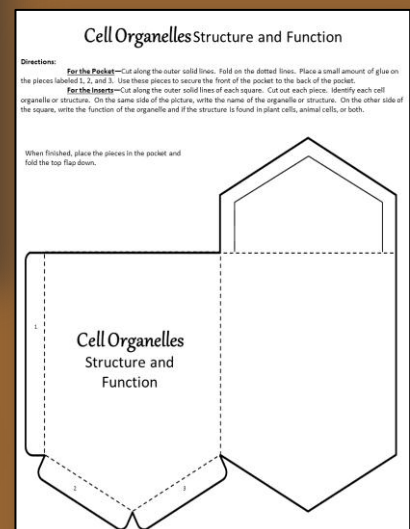 Cell Organelles Structure and Function
Directions:
For the Pocket—Cut along the outer solid lines. Fold on the dotted lines. Place a small amount of glue on
the pieces labeled 1, 2, and 3. Use these pieces to secure the front of the pocket to the back of the pocket.
For the Inserts—Cut along the outer solid lines of each square. Cut out each piece. Identify each cell
organelle or structure. On the same side of the picture, write the name of the organelle or structure. On the other side of
the square, write the function of the organelle and if the structure is found in plant cells, animal cells, or both.
When finished, place the pieces in the pocket and
fold the top flap down.
1
Cell Organelles
Structure and
Function
2
3